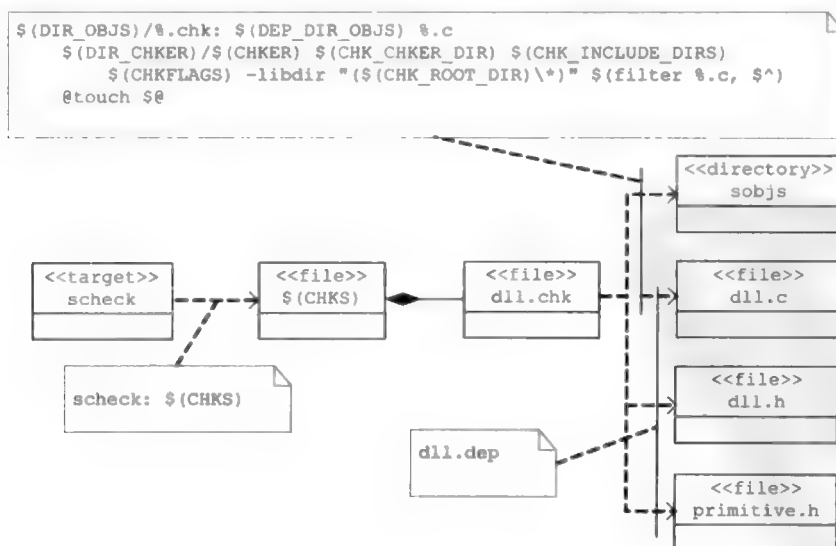 $(DIR_OBJS)/%.chk: $(DEP_DIR_OBJS) %.c
$(DIR_CHKER)/$(CHKER) $(CHK_CHKER_DIR) $(CHK_INCLUDE_DIRS)
$(CHKFLAGS) -libdir "($(CHK_ROOT_DIR)\*)" $(filter %.c, $^)
@touch $@
<<directory>>
sobjs
<<target>>
scheck
<<file>>
$(CHKS)
<<file>>
dll.chk
<<file>>
dll.c
scheck: $(CHKS)
<<file>>
dll.h
dll.dep
<<file>>
primitive.h